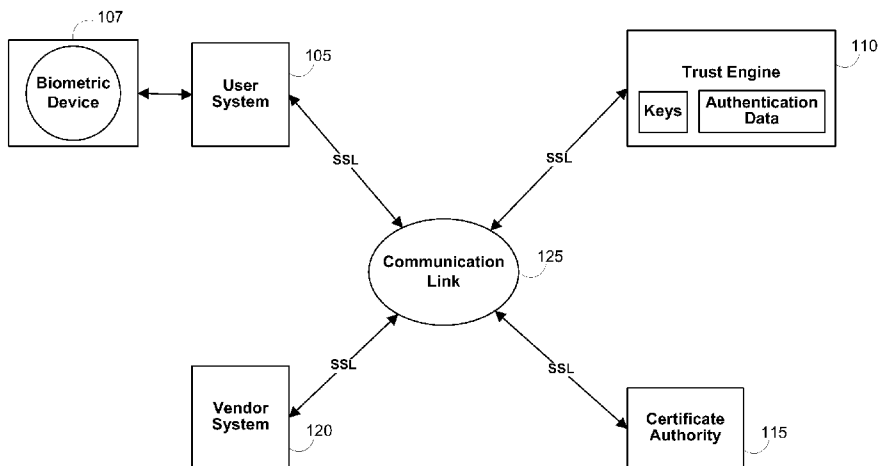 107
Biometric
Device
User
System
105
Trust Engine
110
Keys
Authentication
Data
SSL
SSL
Communication
Link
125
SSL
SSL
Vendor
System
120
Certificate
Authority
115